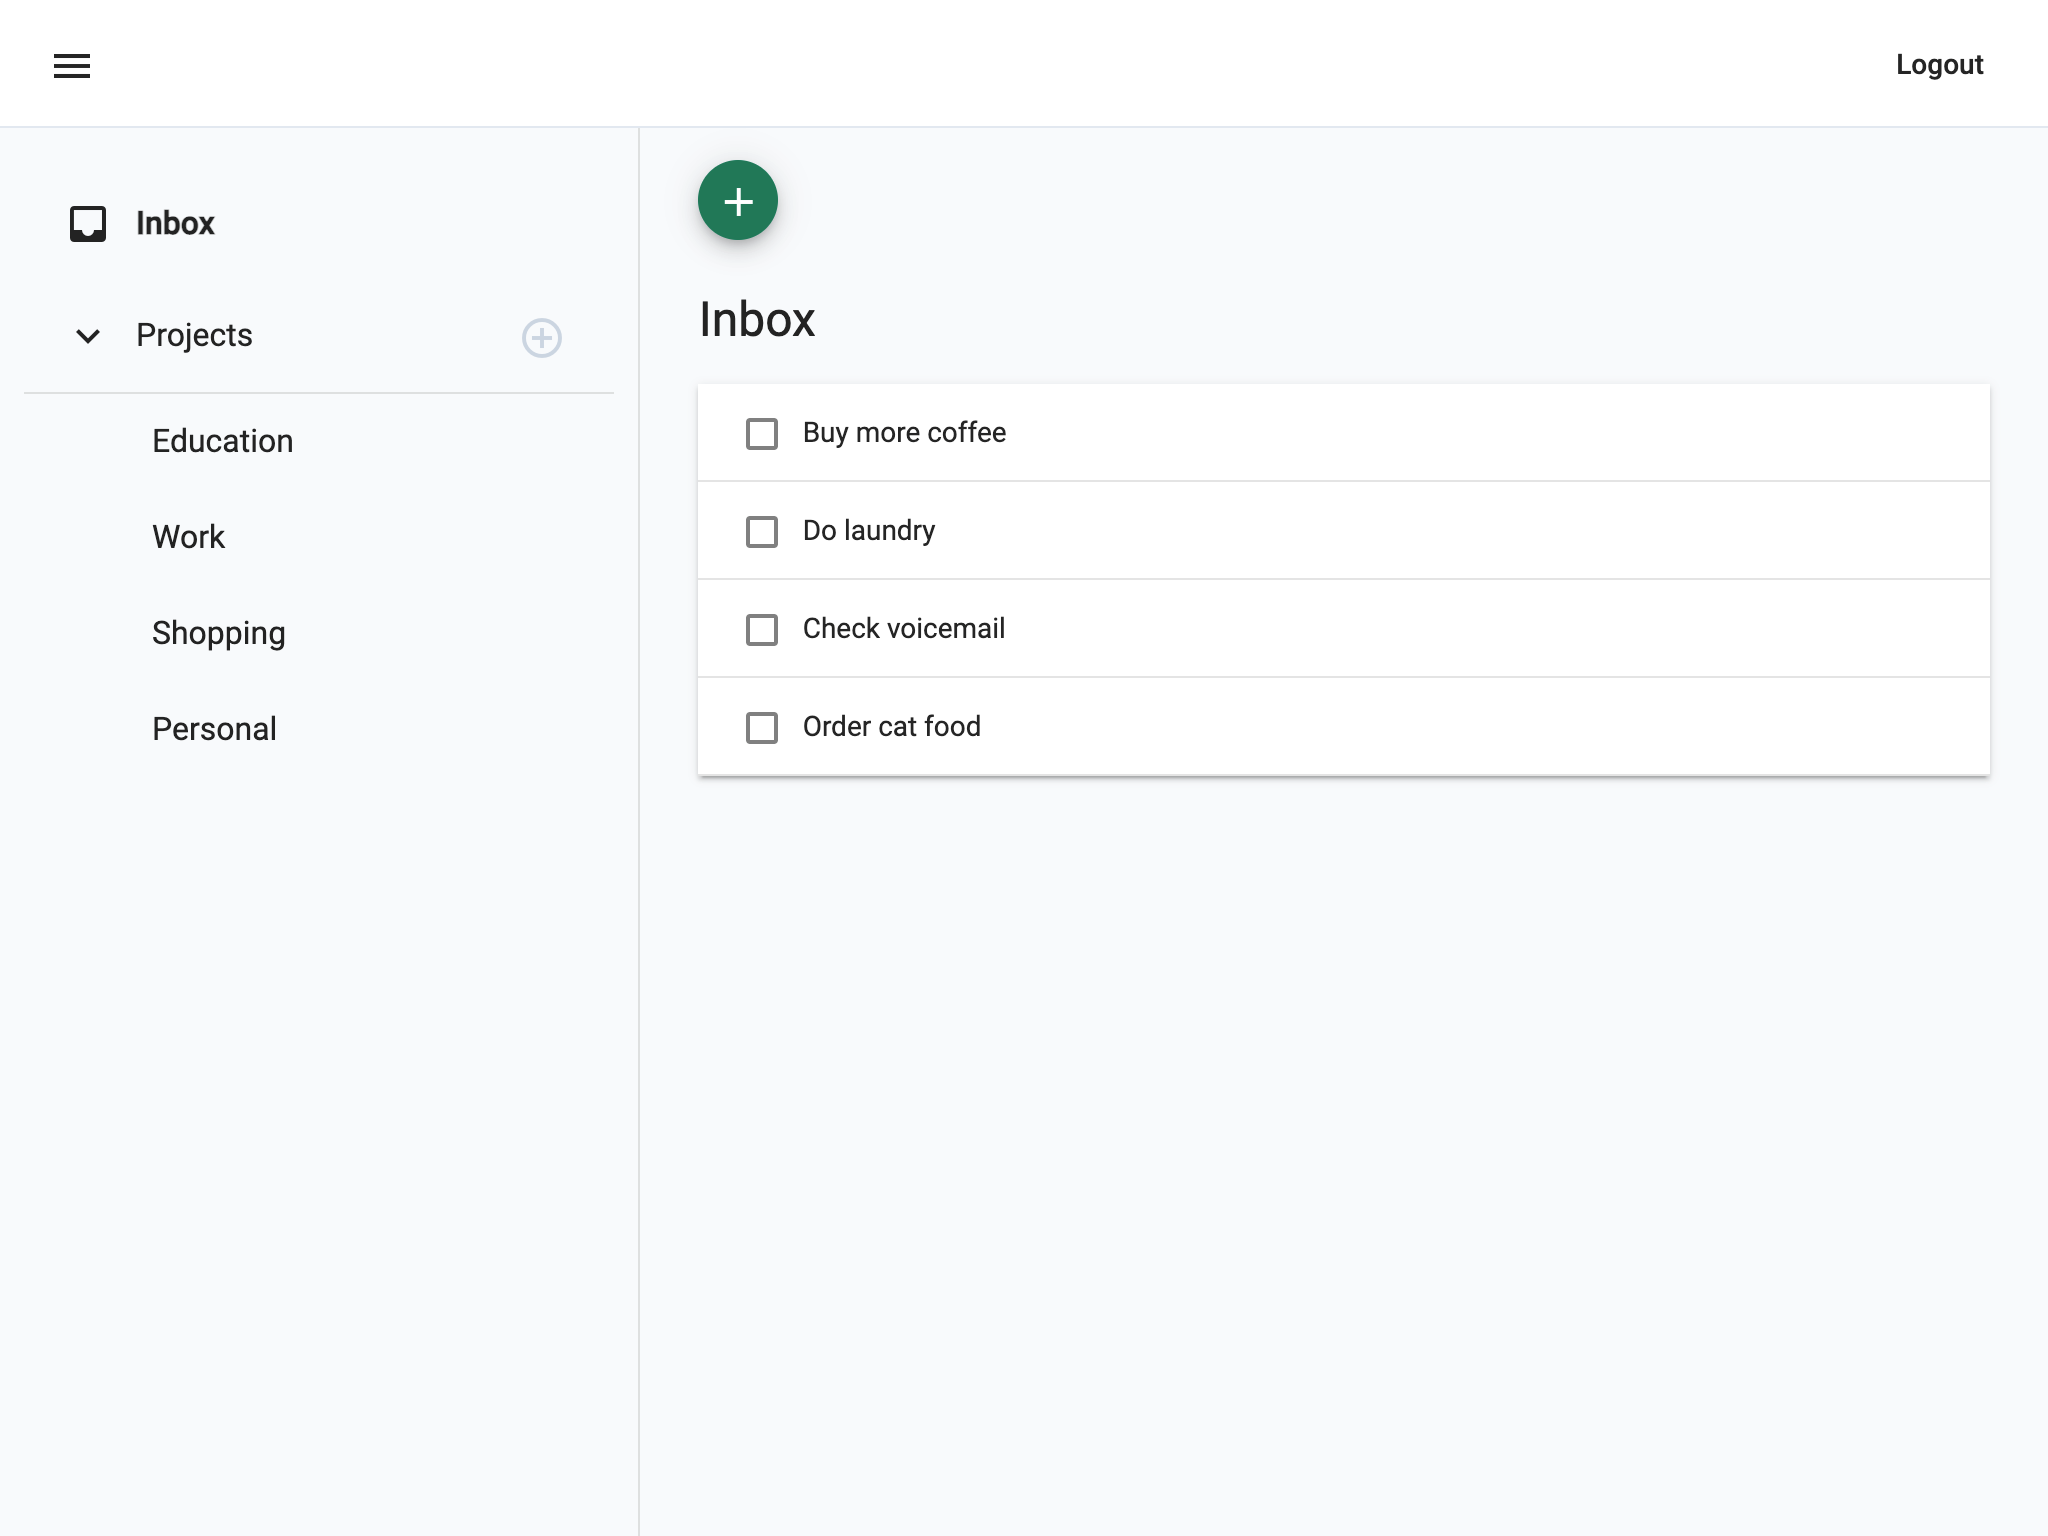 Logout
Inbox
Projects
Education
Work
Shopping
Personal
Inbox
Buy more coffee
Do laundry
Check voicemail
Order cat food